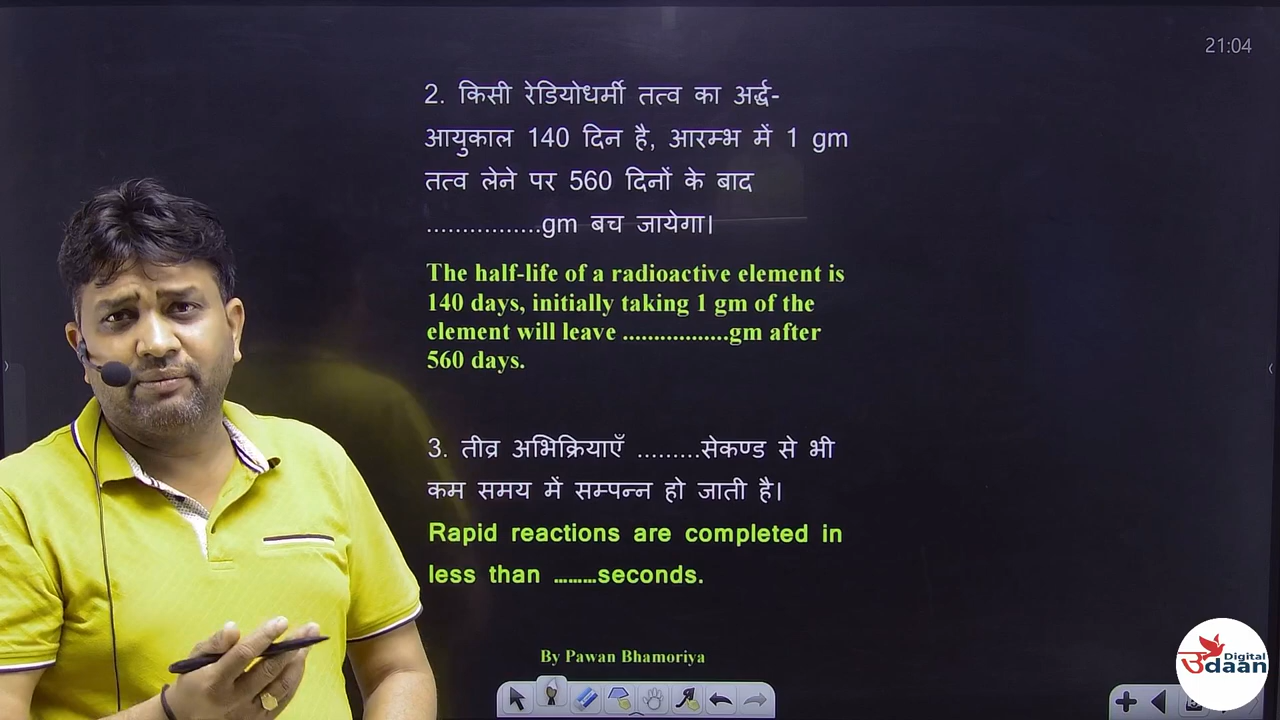 21:04
2. किसी रेडियोधर्मी तत्व का अर्द्ध-
आयुकाल 140 दिन है, आरम्भ में 1 gm
तत्व लेने पर 560 दिनों के बाद
................gm बच जायेगा।
The half-life of a radioactive element is
140 days, initially taking 1 gm of the
element will leave .................gm after
560 days.
3. तीव्र अभिक्रियाएँ .........सेकण्ड से भी
कम समय में सम्पन्न हो जाती है।
Rapid reactions are completed in
less than .........seconds.
By Pawan Bhamoriya
Digital
उdaan